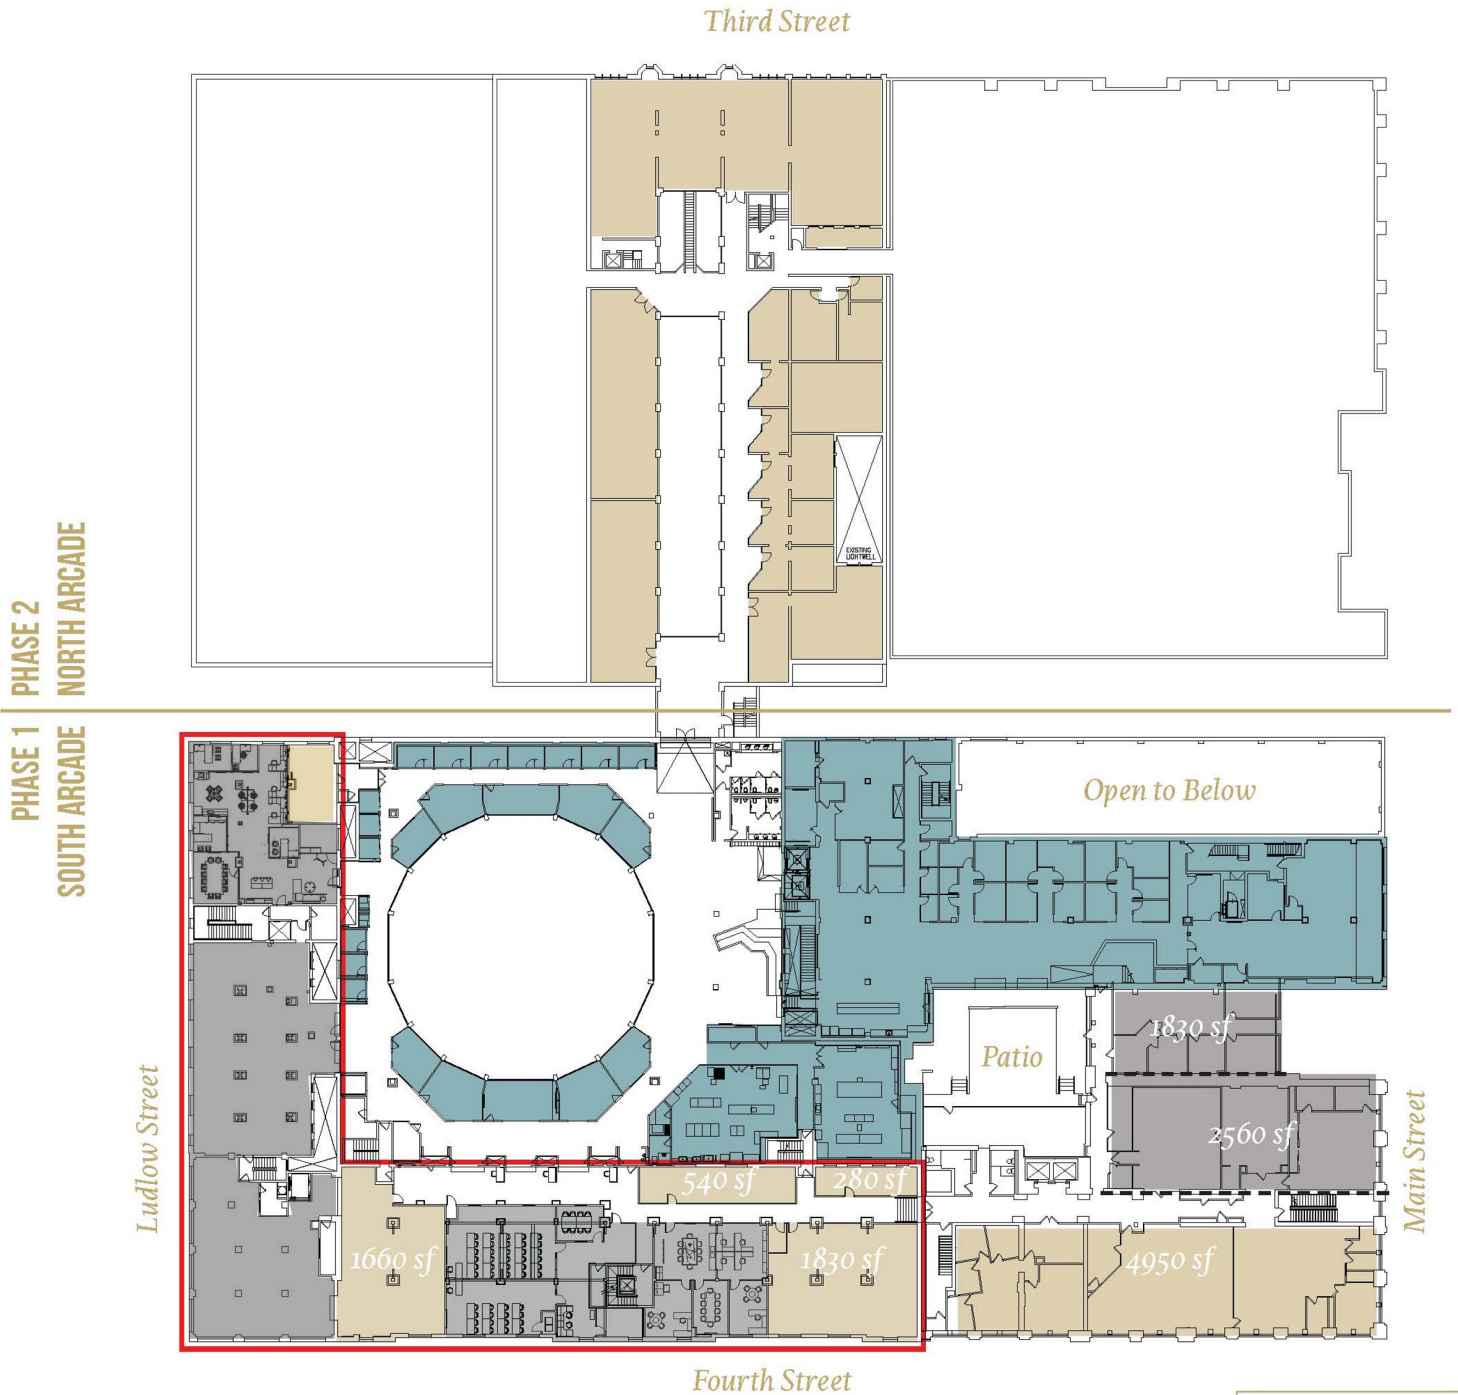 Third Street
PHASE 2
NORTH ARCADE
EXISTING
LIGHTWELL
PHASE 1
SOUTH ARCADE
Open to Below
1830 sf
Patio
2560 sf
Ludlow Street
Main Street
540 sf
280 sf
1660 sf
1830 sf
4950 sf
Fourth Street